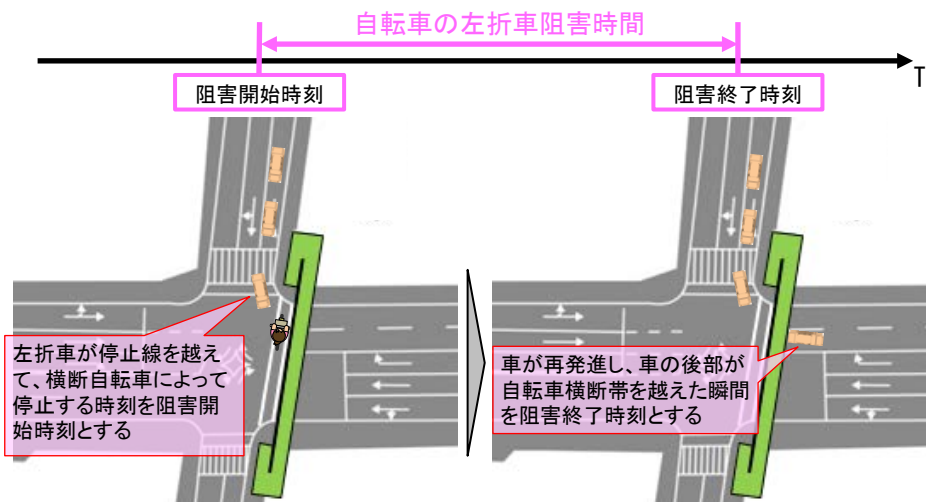 自転車の左折車阻害時間
T
阻害開始時刻
阻害終了時刻
左折車が停止線を越え
て、横断自転車によって
停止する時刻を阻害開
始時刻とする
車が再発進し、車の後部が
自転車横断帯を越えた瞬間
を阻害終了時刻とする